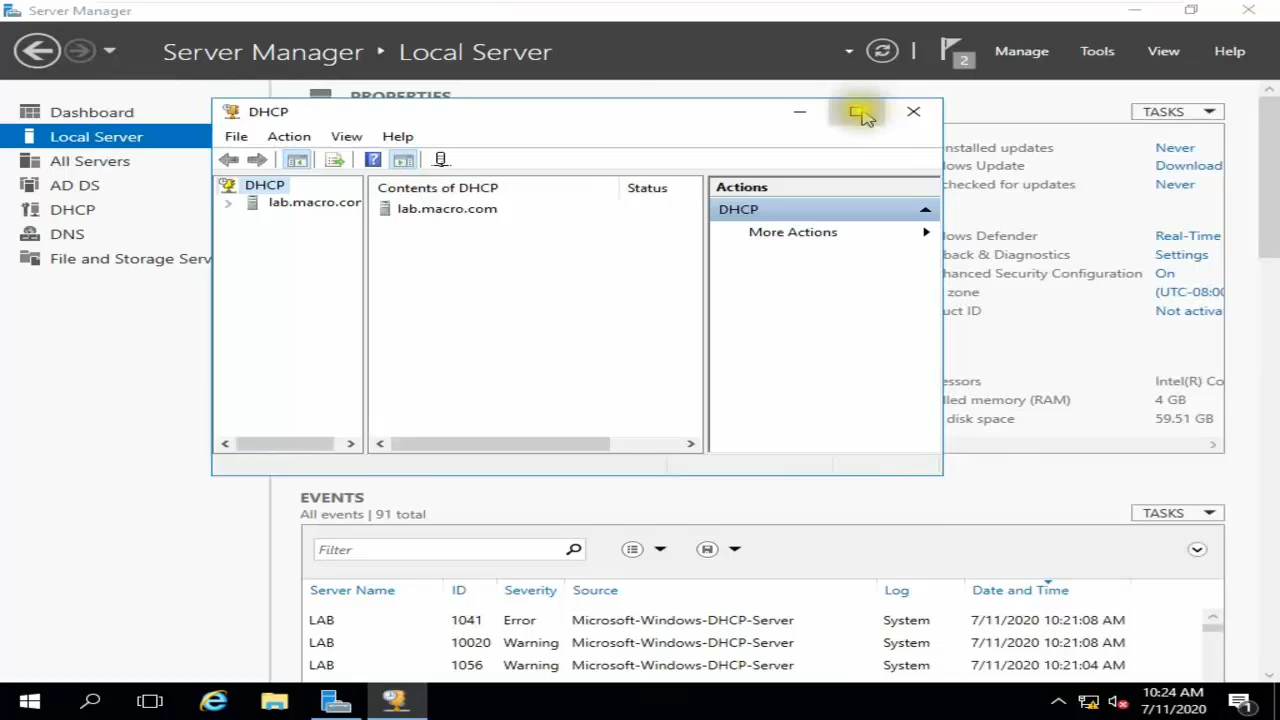 Server Manager
Server Manager ‣ Local Server
2
Manage
Tools
View
Help
Dashboard
Local Server
All Servers
AD DS
DHCP
DNS
File and Storage Serv
PROPERTIES
TASKS
DHCP
File
Action
View
Help
DHCP
lab.macro.cor
Contents of DHCP
Status
lab.macro.com
Actions
DHCP
More Actions
nstalled updates
Never
ows Update
Download
checked for updates
Never
ows Defender
Real-Time
back & Diagnostics
Settings
hanced Security Configuration
On
zone
(UTC-08:00
uct ID
Not activa
essors
Intel(R) Co
lled memory (RAM)
4 GB
disk space
59.51 GB
EVENTS
All events | 91 total
TASKS
Filter
Server Name ID Severity Source Log Date and Time
LAB 1041 Error Microsoft-Windows-DHCP-Server System 7/11/2020 10:21:08 AM
LAB 10020 Warning Microsoft-Windows-DHCP-Server System 7/11/2020 10:21:08 AM
LAB 1056 Warning Microsoft-Windows-DHCP-Server System 7/11/2020 10:21:04 AM
10:24 AM
7/11/2020
1